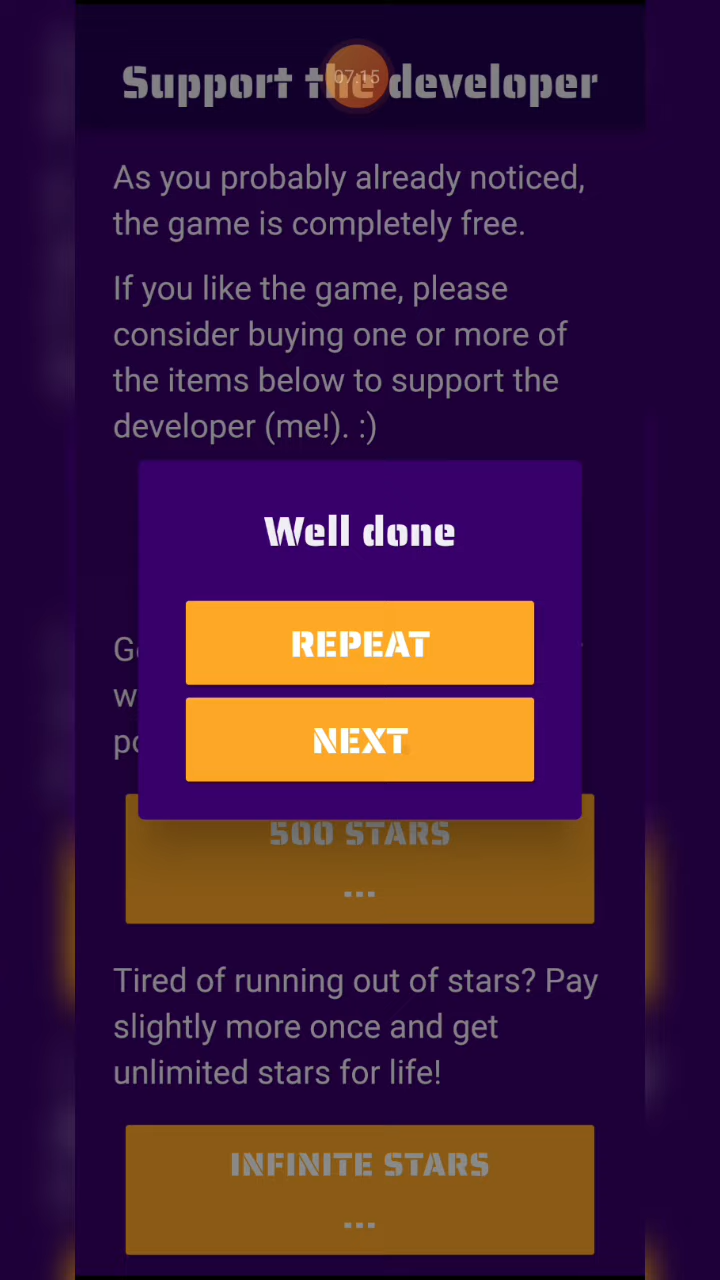 Support the developer
07:15
As you probably already noticed,
the game is completely free.
If you like the game, please
consider buying one or more of
the items below to support the
developer (me!). :)
Well done
REPEAT
NEXT
500 STARS
...
Tired of running out of stars? Pay
slightly more once and get
unlimited stars for life!
INFINITE STARS
...